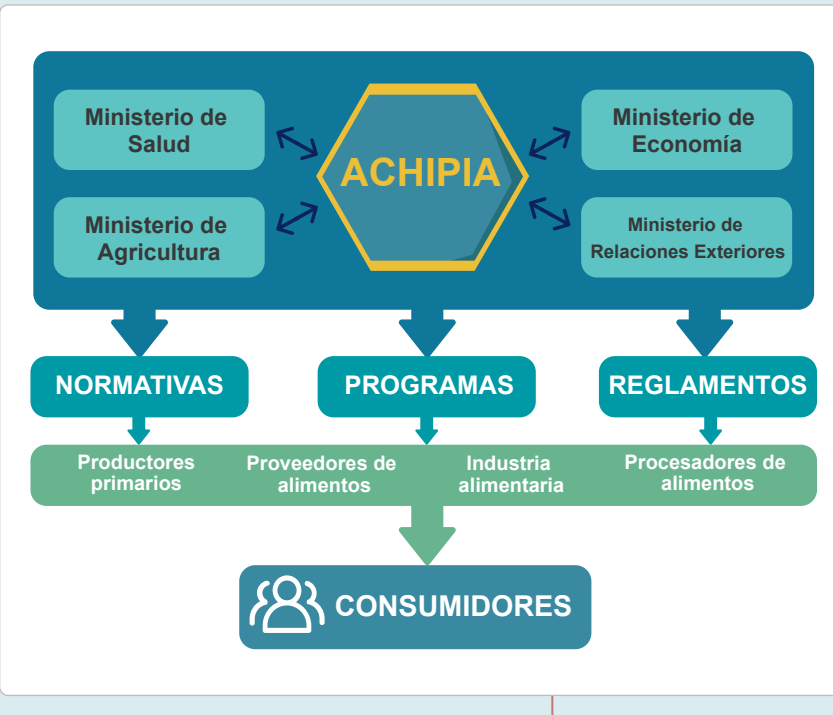 Ministerio de
Salud
ACHIPIA
Ministerio de
Economía
Ministerio de
Agricultura
Ministerio de
Relaciones Exteriores
NORMATIVAS
PROGRAMAS
REGLAMENTOS
Productores
primarios
Proveedores de
alimentos
Industria
alimentaria
Procesadores de
alimentos
CONSUMIDORES